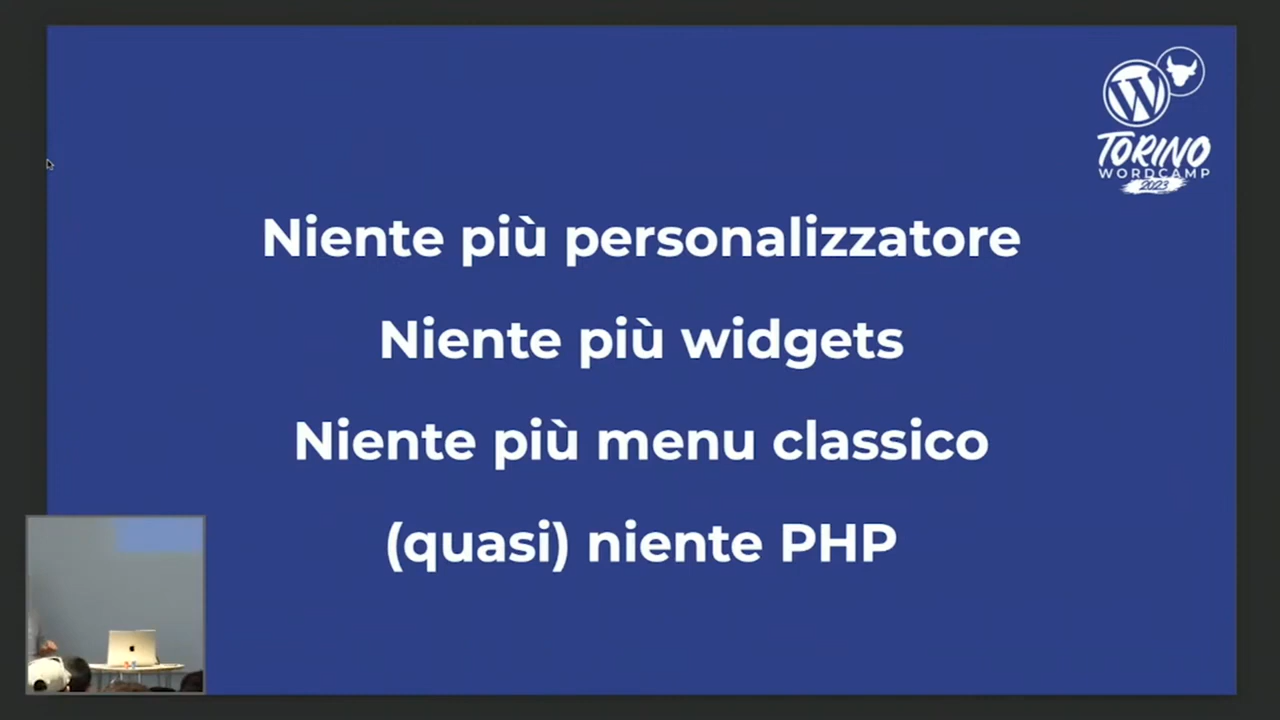 TORINO
WORDCAMP
2023
Niente più personalizzatore
Niente più widgets
Niente più menu classico
(quasi) niente PHP